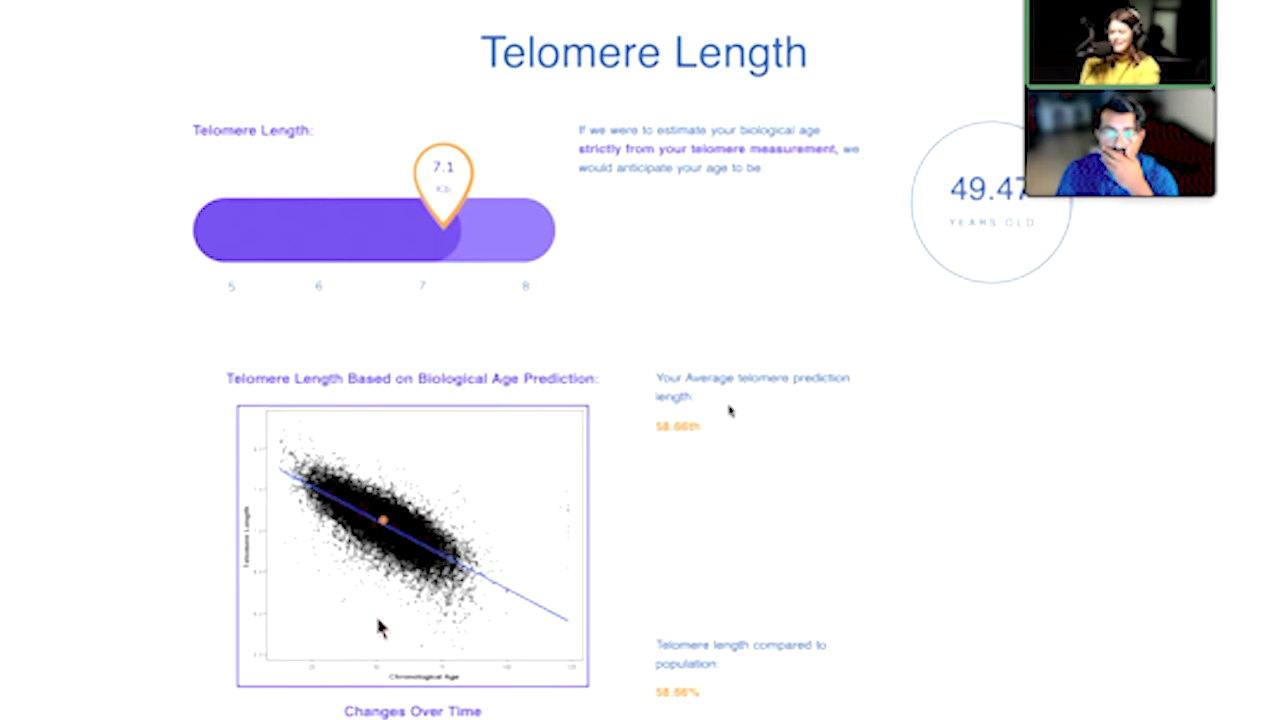 Telomere Length
Telomere Length:
7.1
Kb
5 6 7 8
If we were to estimate your biological age
strictly from your telomere measurement, we
would anticipate your age to be
49.47
YEARS OLD
Telomere Length Based on Biological Age Prediction:
Telomere Length
Chronological Age
Your Average telomere prediction
length:
58.66th
Telomere length compared to
population:
58.66%
Changes Over Time